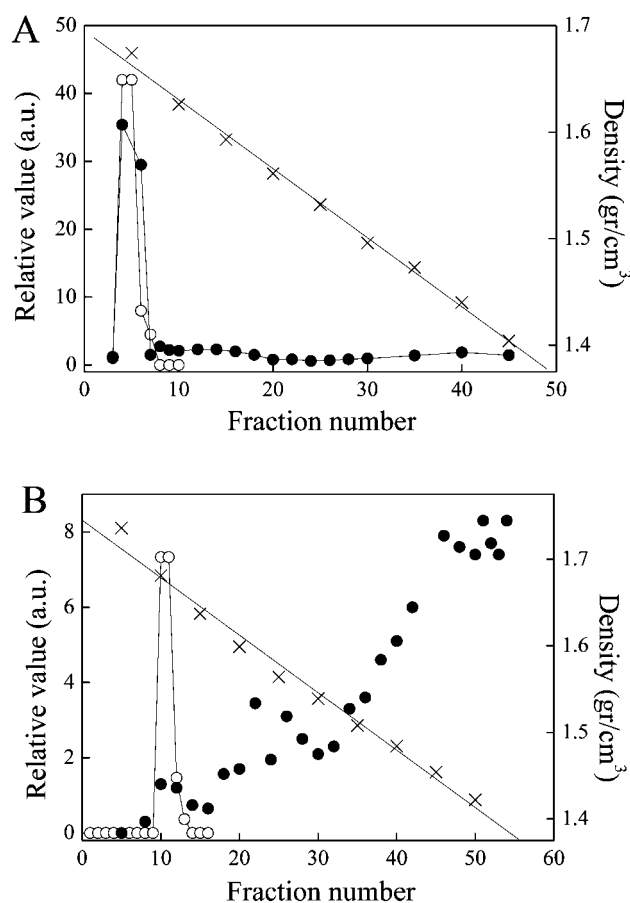 A
50
40
30
20
10
0
Relative value (a.u.)
1.7
1.6
1.5
1.4
Density (gr/cm³)
0 10 20 30 40 50
Fraction number
B
8
6
4
2
0
Relative value (a.u.)
1.7
1.6
1.5
1.4
Density (gr/cm³)
0 10 20 30 40 50 60
Fraction number